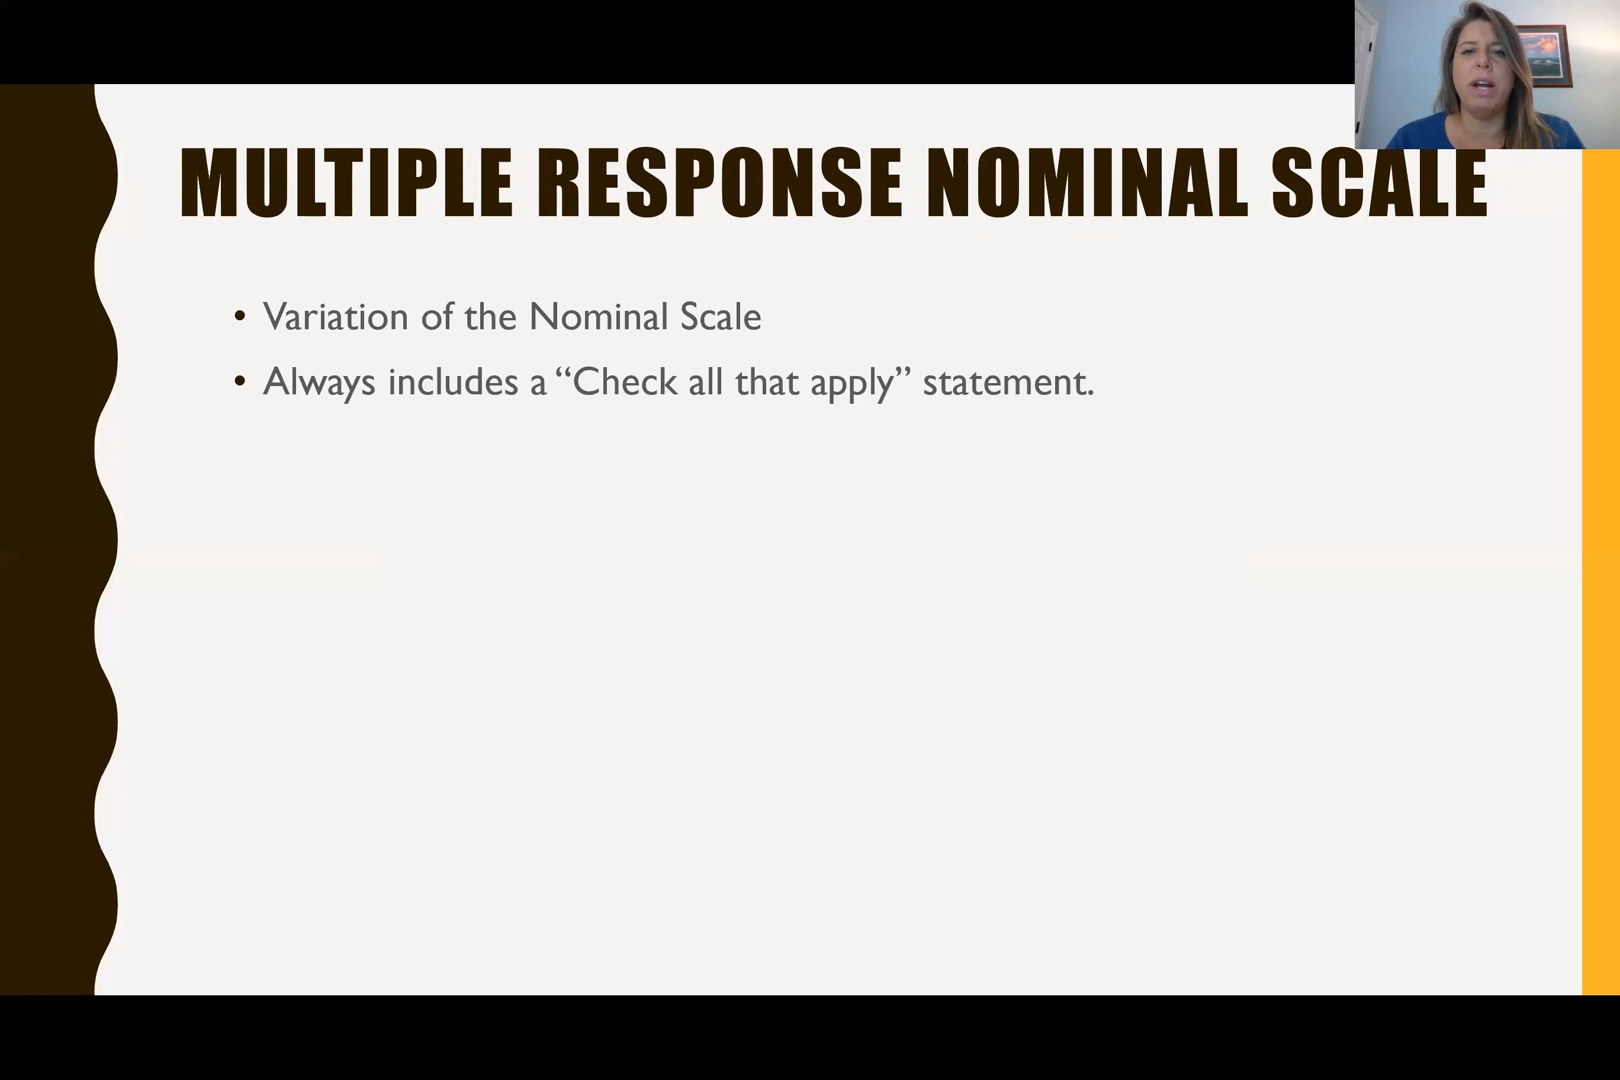 MULTIPLE RESPONSE NOMINAL SCALE
• Variation of the Nominal Scale
• Always includes a “Check all that apply” statement.